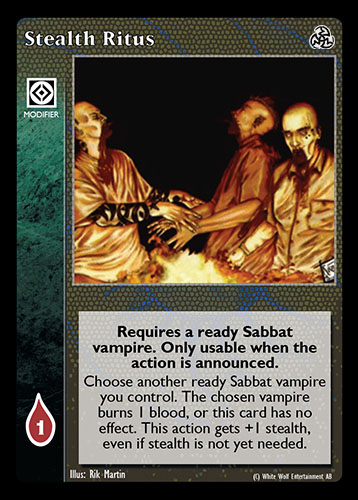 Stealth Ritus
MODIFIER
Requires a ready Sabbat
vampire. Only usable when the
action is announced.
Choose another ready Sabbat vampire
you control. The chosen vampire
burns 1 blood, or this card has no
effect. This action gets +1 stealth,
even if stealth is not yet needed.
1
Illus: Rik Martin
(C) White Wolf Entertainment AB